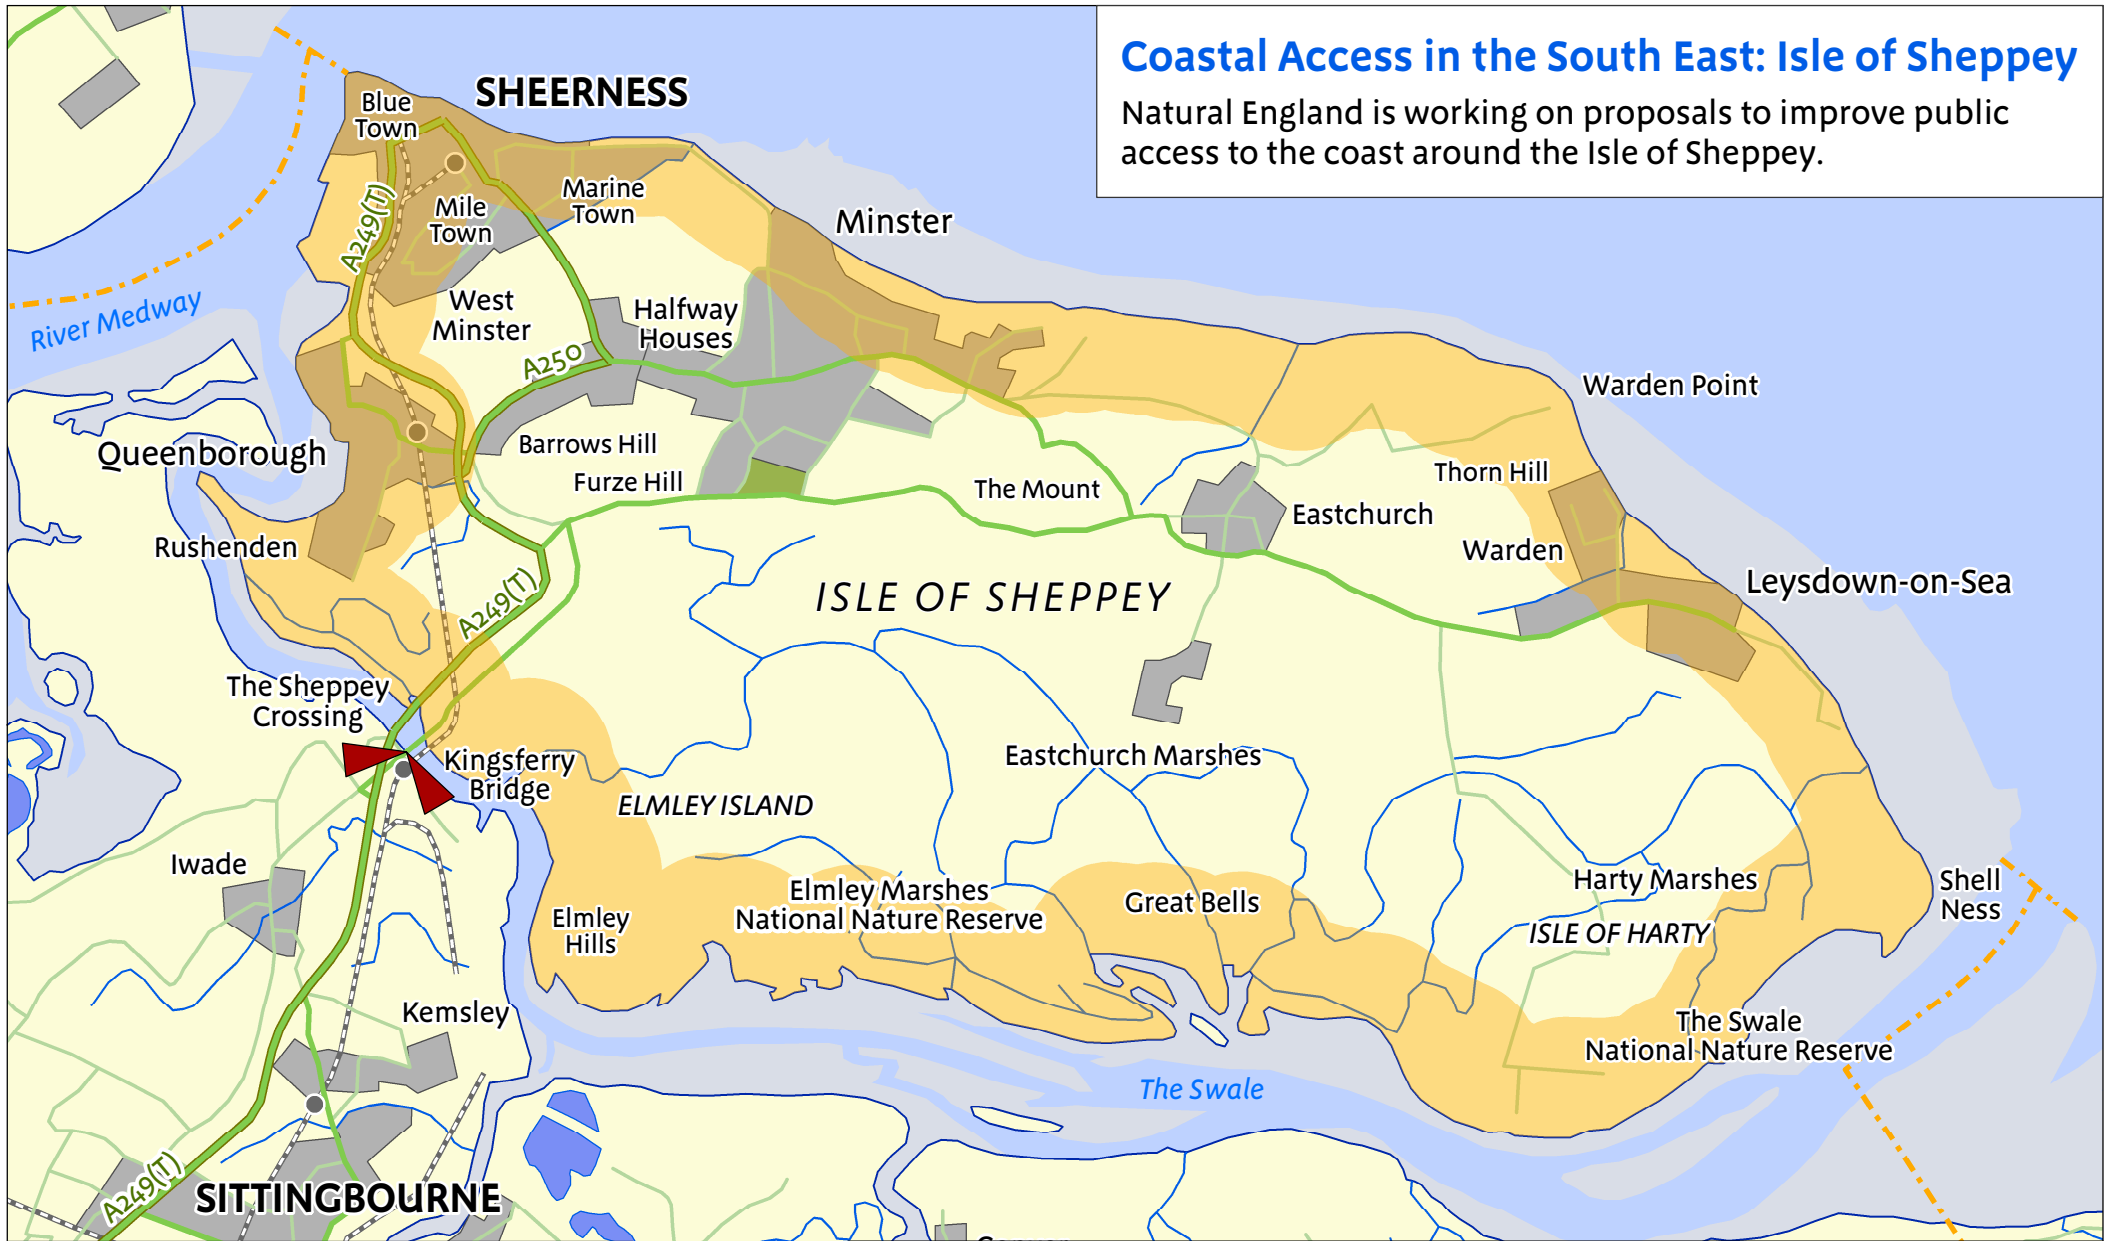 Coastal Access in the South East: Isle of Sheppey
Natural England is working on proposals to improve public
access to the coast around the Isle of Sheppey.
SHEERNESS
Blue
Town
Mile
Town
Marine
Town
A249(T)
Minster
River Medway
West
Minster
Halfway
Houses
A250
Warden Point
Queenborough
Barrows Hill
Furze Hill
The Mount
Thorn Hill
Eastchurch
Rushenden
Warden
Leysdown-on-Sea
A249(T)
ISLE OF SHEPPEY
The Sheppey
Crossing
Kingsferry
Bridge
Eastchurch Marshes
ELMLEY ISLAND
Iwade
Elmley
Hills
Elmley Marshes
National Nature Reserve
Great Bells
Harty Marshes
ISLE OF HARTY
Shell
Ness
Kemsley
The Swale
National Nature Reserve
The Swale
A249(T)
SITTINGBOURNE